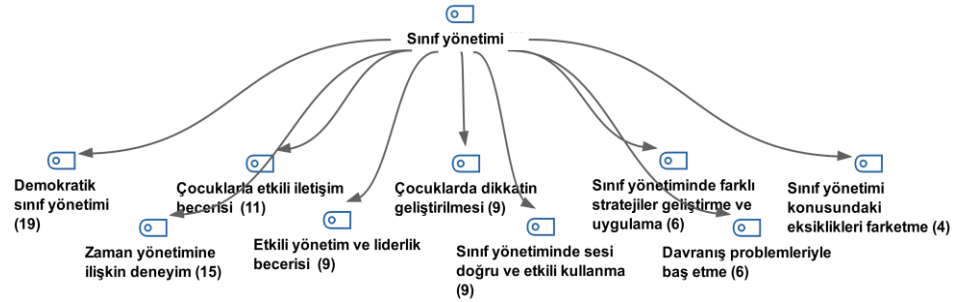 Sınıf yönetimi
Demokratik
sınıf yönetimi
(19)
Zaman yönetimine
ilişkin deneyim (15)
Çocuklarla etkili iletişim
becerisi (11)
Etkili yönetim ve liderlik
becerisi (9)
Çocuklarda dikkatin
geliştirilmesi (9)
Sınıf yönetiminde sesi
doğru ve etkili kullanma
(9)
Sınıf yönetiminde farklı
stratejiler geliştirme ve
uygulama (6)
Davranış problemleriyle
baş etme (6)
Sınıf yönetimi
konusundaki
eksiklikleri farketme (4)